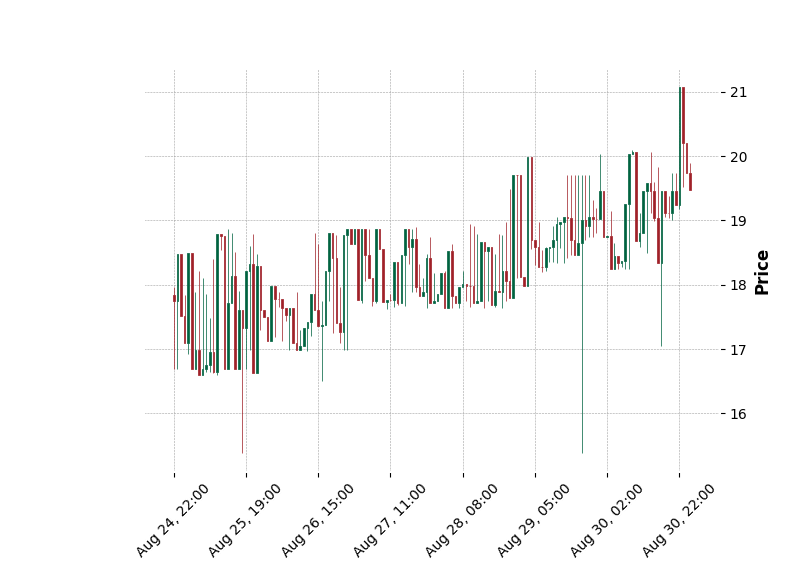 21
20
19
18
17
16
Price
Aug 24, 22:00
Aug 25, 19:00
Aug 26, 15:00
Aug 27, 11:00
Aug 28, 08:00
Aug 29, 05:00
Aug 30, 02:00
Aug 30, 22:00